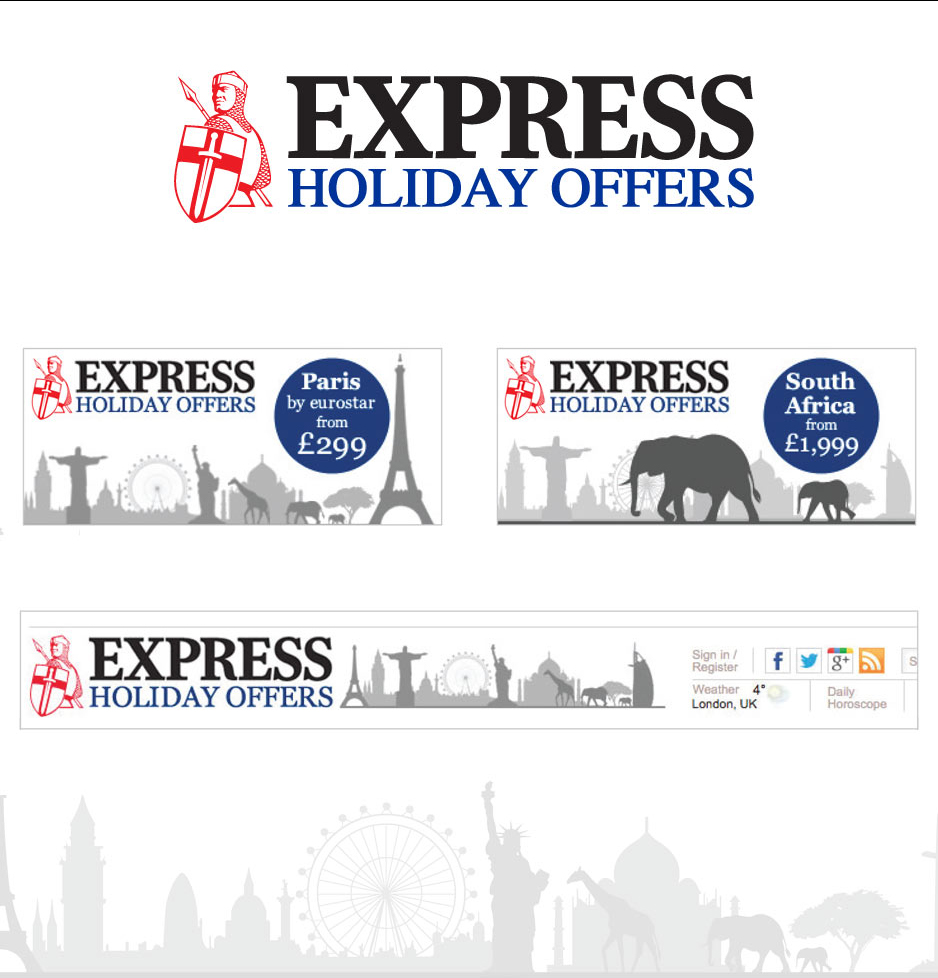 EXPRESS
HOLIDAY OFFERS
EXPRESS
HOLIDAY OFFERS
Paris
by eurostar
from
£299
EXPRESS
HOLIDAY OFFERS
South
Africa
from
£1,999
EXPRESS
HOLIDAY OFFERS
Sign in /
Register
f
g+
S
Weather 4°
London, UK
Daily
Horoscope